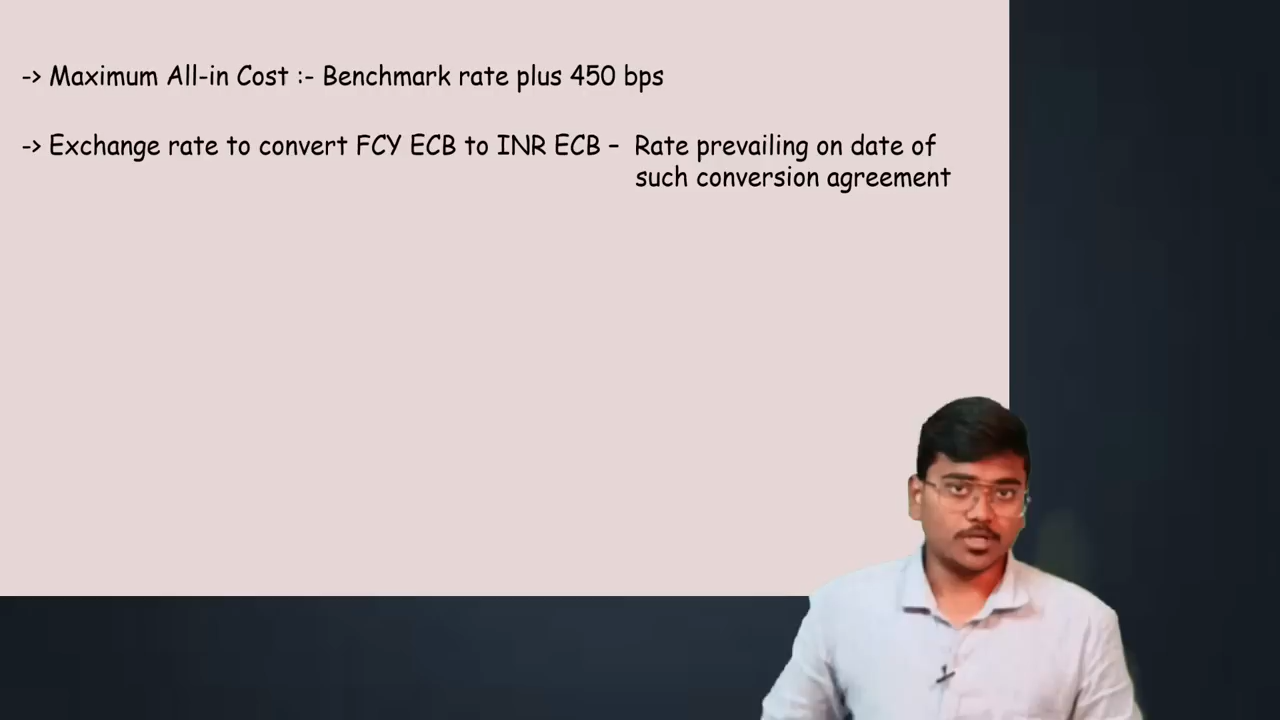 -> Maximum All-in Cost :- Benchmark rate plus 450 bps
-> Exchange rate to convert FCY ECB to INR ECB – Rate prevailing on date of
such conversion agreement